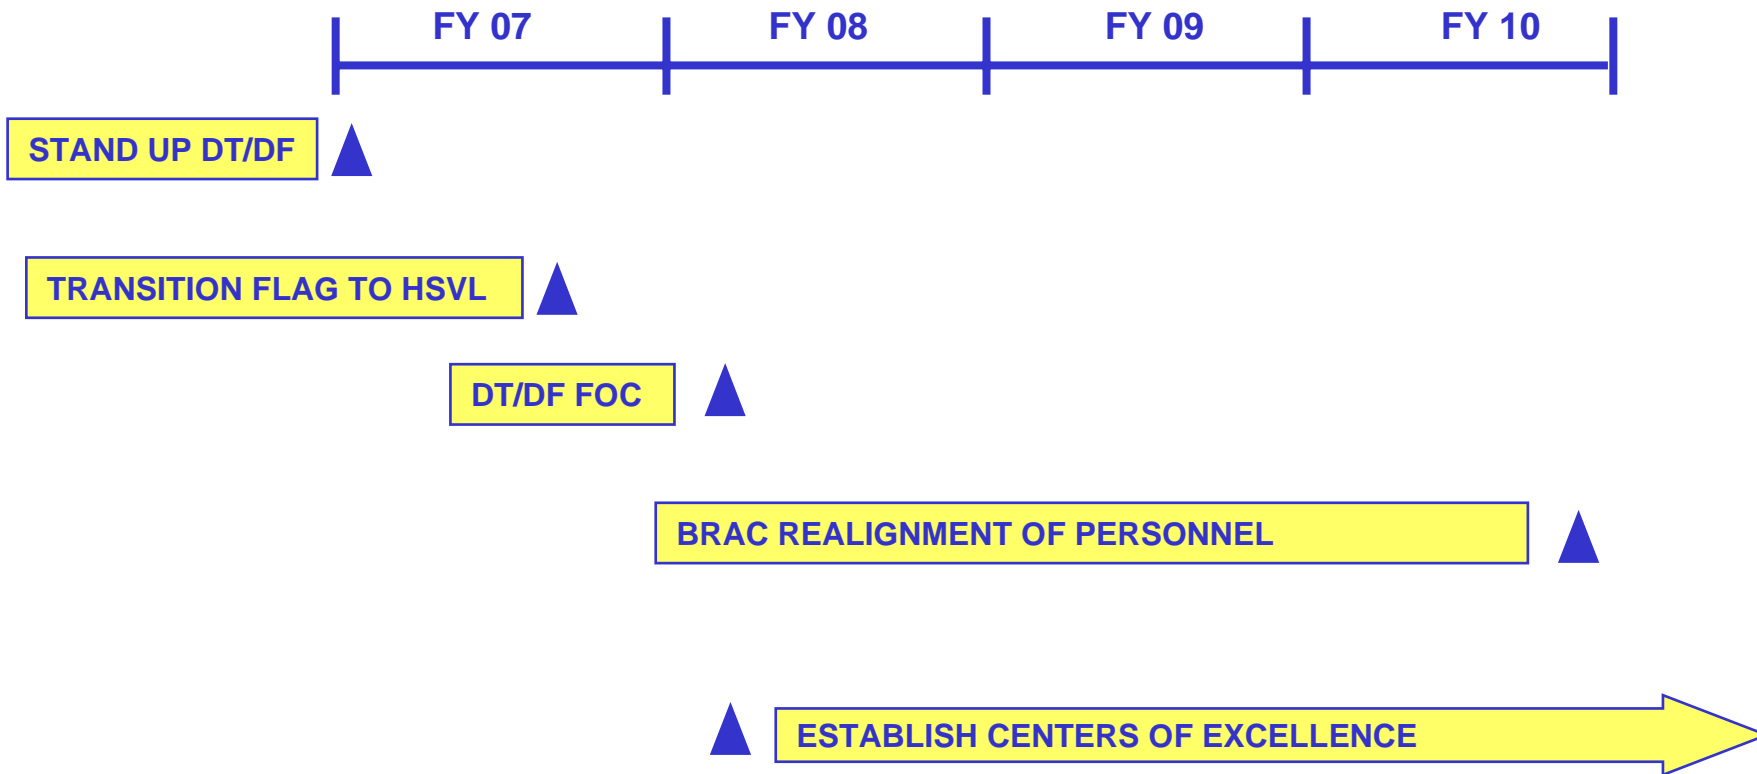 FY 07 FY 08 FY 09 FY 10
STAND UP DT/DF
TRANSITION FLAG TO HSVL
DT/DF FOC
BRAC REALIGNMENT OF PERSONNEL
ESTABLISH CENTERS OF EXCELLENCE